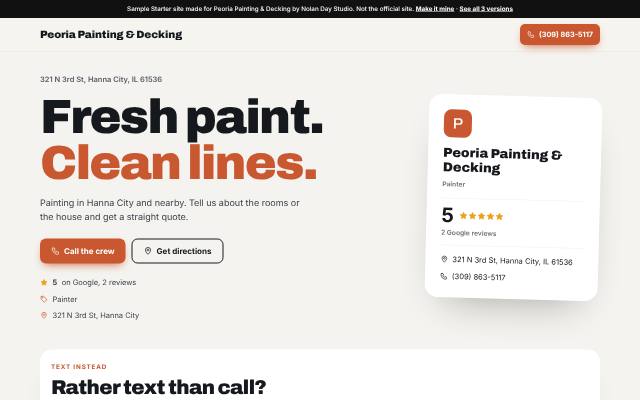 Sample Starter site made for Peoria Painting & Decking by Nolan Day Studio. Not the official site. Make it mine · See all 3 versions
Peoria Painting & Decking
(309) 863-5117
321 N 3rd St, Hanna City, IL 61536
Fresh paint.
Clean lines.
Painting in Hanna City and nearby. Tell us about the rooms or
the house and get a straight quote.
Call the crew
Get directions
5 on Google, 2 reviews
Painter
321 N 3rd St, Hanna City
P
Peoria Painting &
Decking
Painter
5
2 Google reviews
321 N 3rd St, Hanna City, IL 61536
(309) 863-5117
TEXT INSTEAD
Rather text than call?